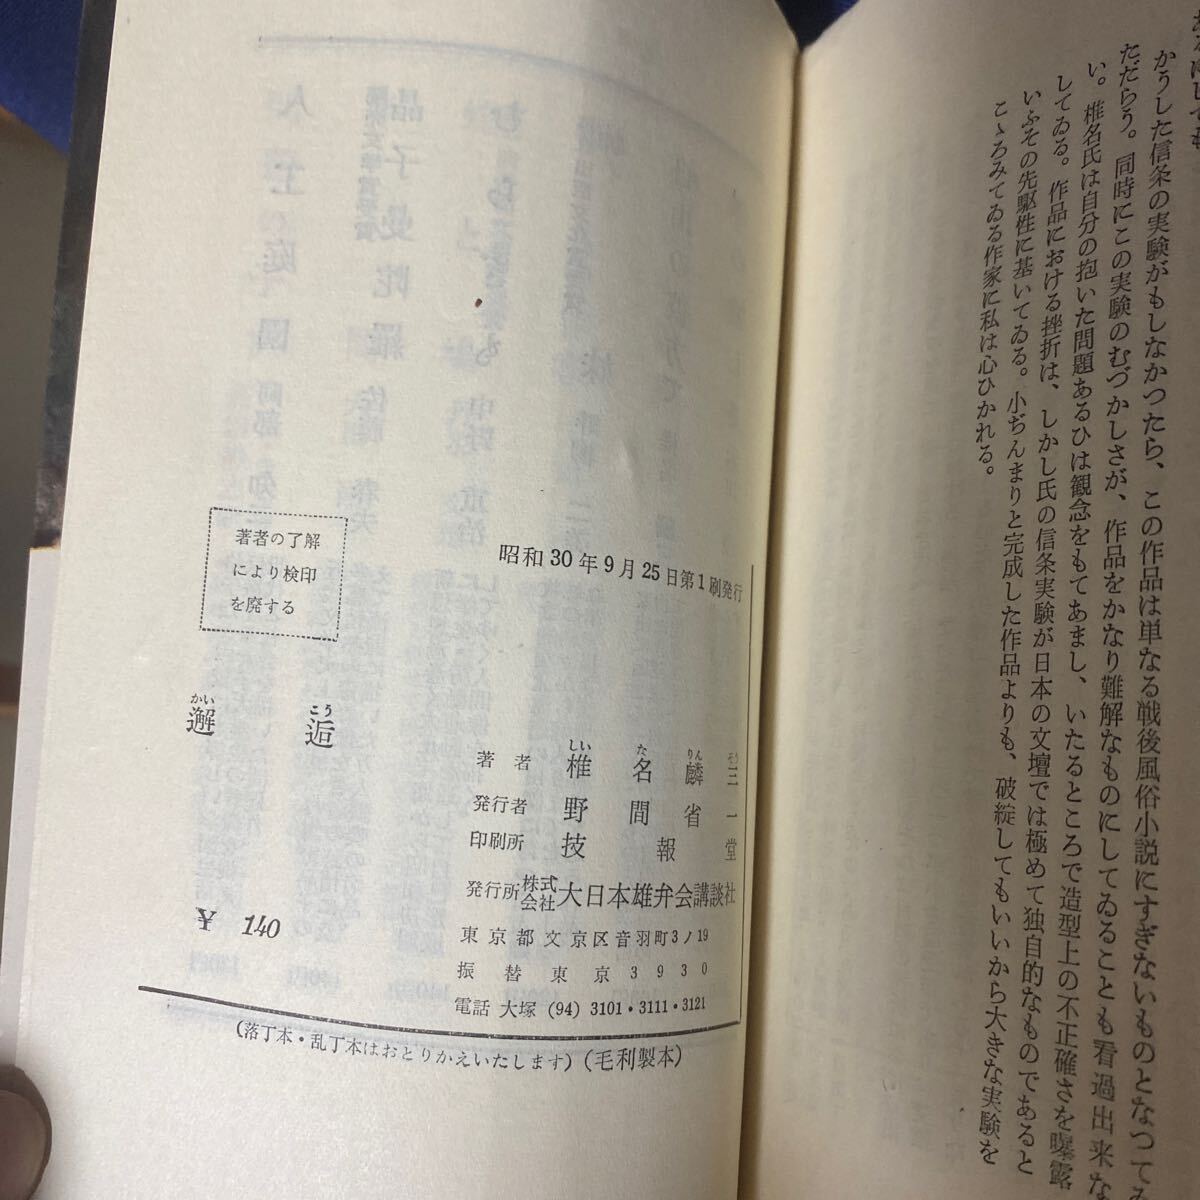 かうした信条の実験がもしなかつたら、この作品は単なる戦後風俗小説にすぎないものとなつてゐ
ただらう。同時にこの実験のむづかしさが、作品をかなり難解なものにしてゐることも看過出来な
い。椎名氏は自分の抱いた問題あるひは観念をもてあまし、いたるところで造型上の不正確さを曝露
してゐる。作品における挫折は、しかし氏の信条実験が日本の文壇では極めて独自的なものであると
いふその先駆性に基いてゐる。小ぢんまりと完成した作品よりも、破綻してもいいから大きな実験を
こゝろみてゐる作家に私は心ひかれる。
昭和30年9月25日第1刷発行
著者の了解
により検印
を廃する
邂逅
かいこう
著者 椎名麟三
しいなりんぞう
発行者 野間省一
印刷所 技報堂
発行所 株式会社 大日本雄弁会講談社
東京都文京区音羽町3ノ19
振替東京3930
電話 大塚 (94) 3101・3111・3121
¥ 140
(落丁本・乱丁本はおとりかえいたします) (毛利製本)